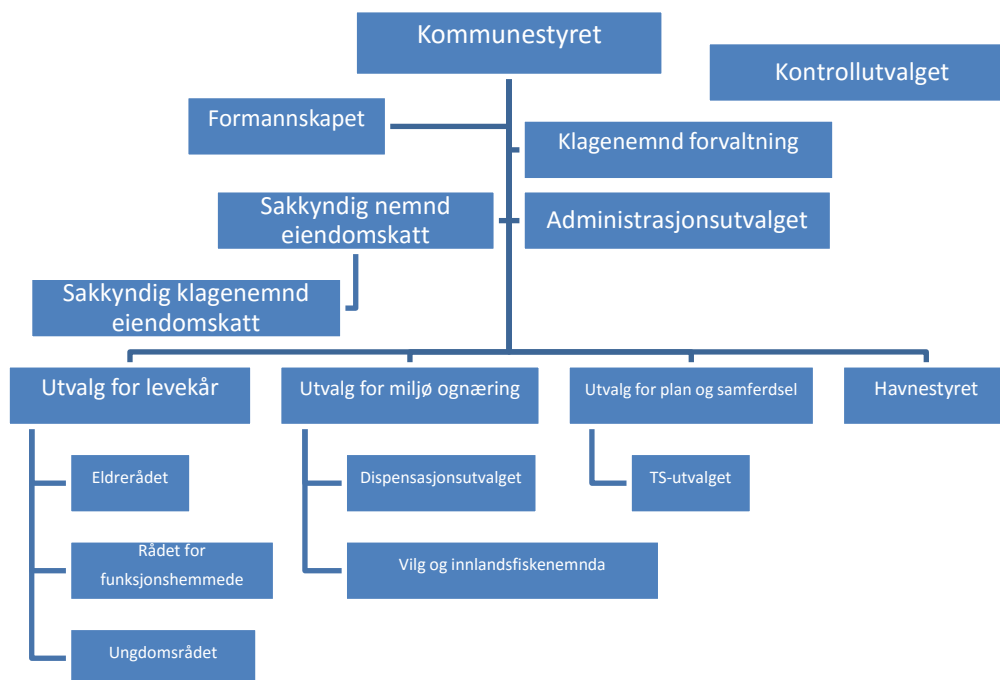 Kommunestyret
Kontrollutvalget
Formannskapet
Klagenemnd forvaltning
Sakkyndig nemnd
eiendomskatt
Administrasjonsutvalget
Sakkyndig klagenemnd
eiendomskatt
Utvalg for levekår
Utvalg for miljø ognæring
Utvalg for plan og samferdsel
Havnestyret
Eldrerådet
Dispensasjonsutvalget
TS-utvalget
Rådet for
funksjonshemmede
Vilg og innlandsfiskenemnda
Ungdomsrådet